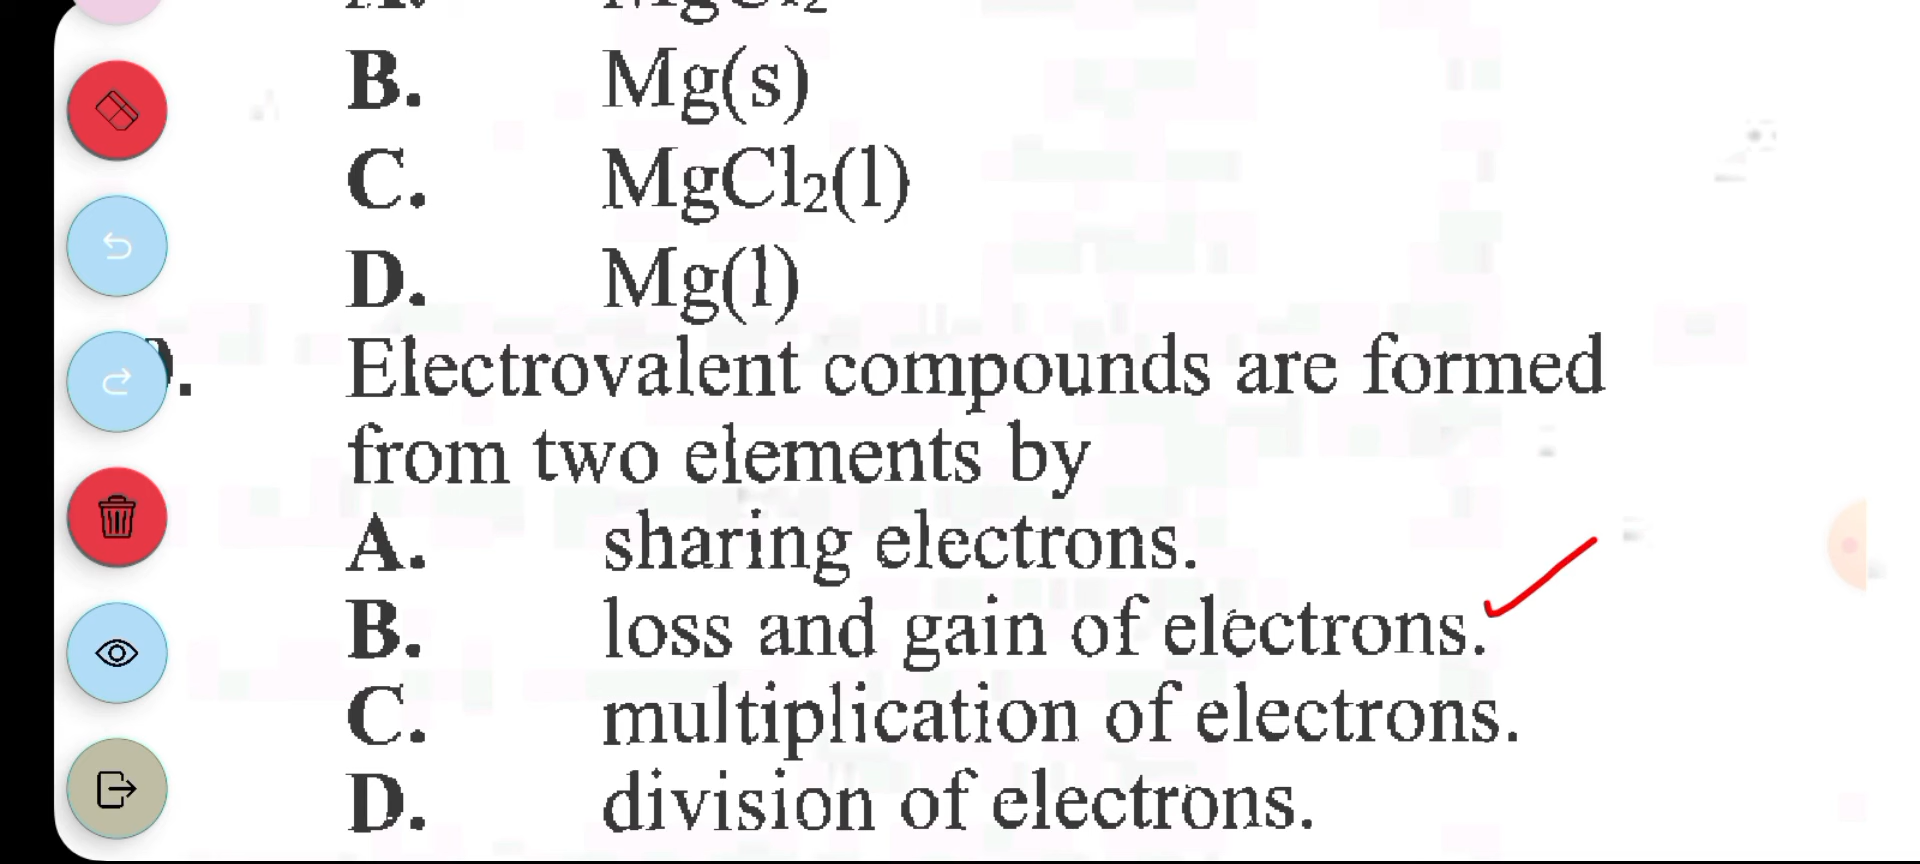 B. Mg(s)
C. MgCl₂(l)
D. Mg(l)
Electrovalent compounds are formed
from two elements by
A. sharing electrons.
B. loss and gain of electrons.
C. multiplication of electrons.
D. division of electrons.